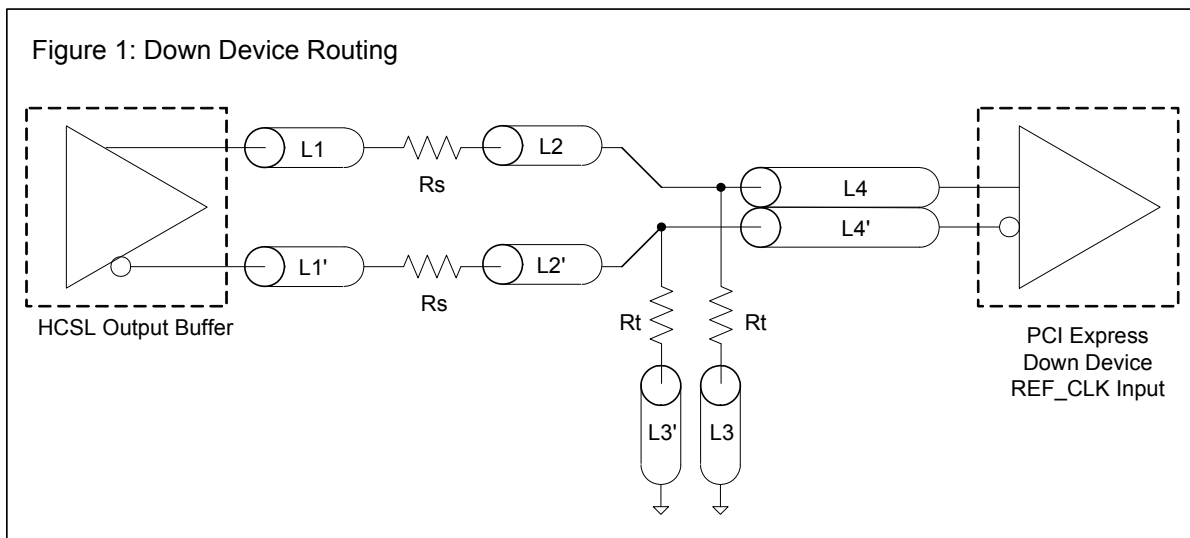 Figure 1: Down Device Routing
L1
Rs
L2
L4
L4'
L1'
Rs
L2'
HCSL Output Buffer
Rt
Rt
L3'
L3
PCI Express
Down Device
REF_CLK Input